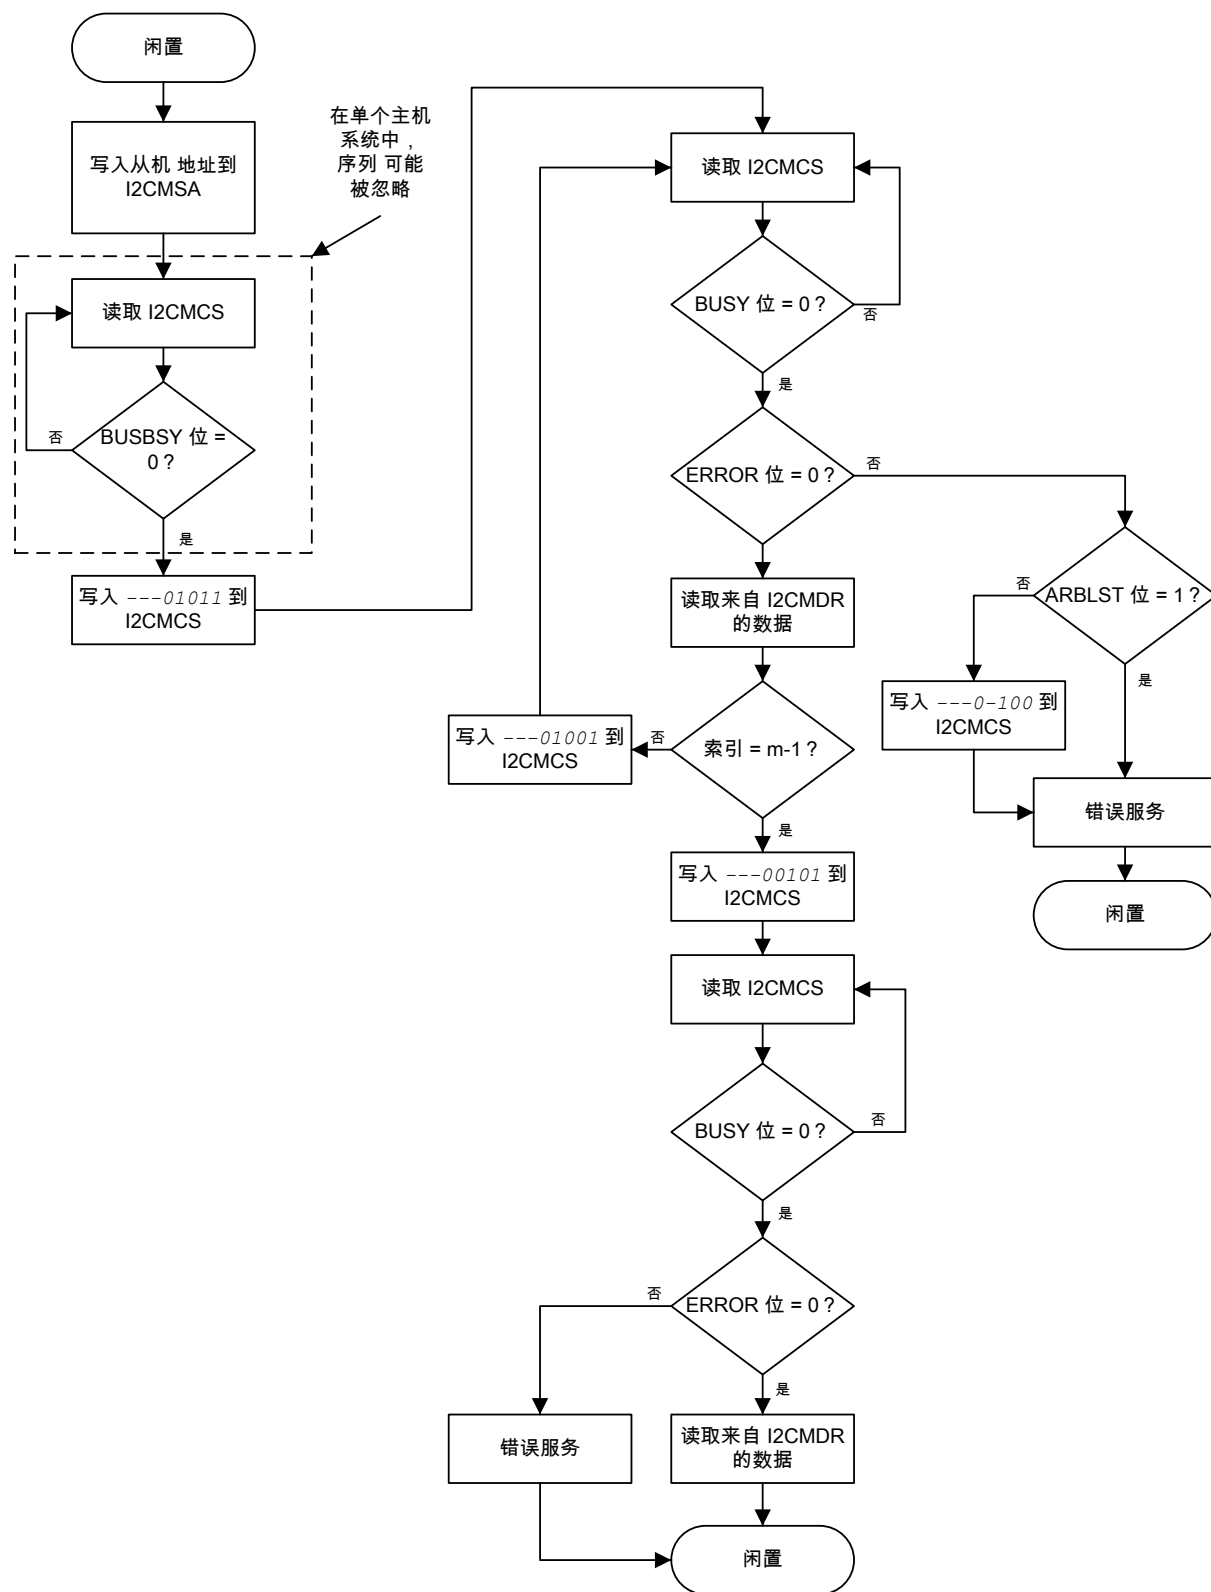 闲置
写入从机 地址到
I2CMSA
在单个主机
系统中，
序列 可能
被忽略
读取 I2CMCS
BUSBSY 位 =
0？
否
是
写入 ---01011 到
I2CMCS
读取 I2CMCS
BUSY 位 = 0？
否
是
ERROR 位 = 0？
否
读取来自 I2CMDR
的数据
ARBLST 位 = 1？
否
是
写入 ---0-100 到
I2CMCS
错误服务
闲置
索引 = m-1？
否
写入 ---01001 到
I2CMCS
是
写入 ---00101 到
I2CMCS
读取 I2CMCS
BUSY 位 = 0？
否
是
ERROR 位 = 0？
否
是
错误服务
读取来自 I2CMDR
的数据
闲置